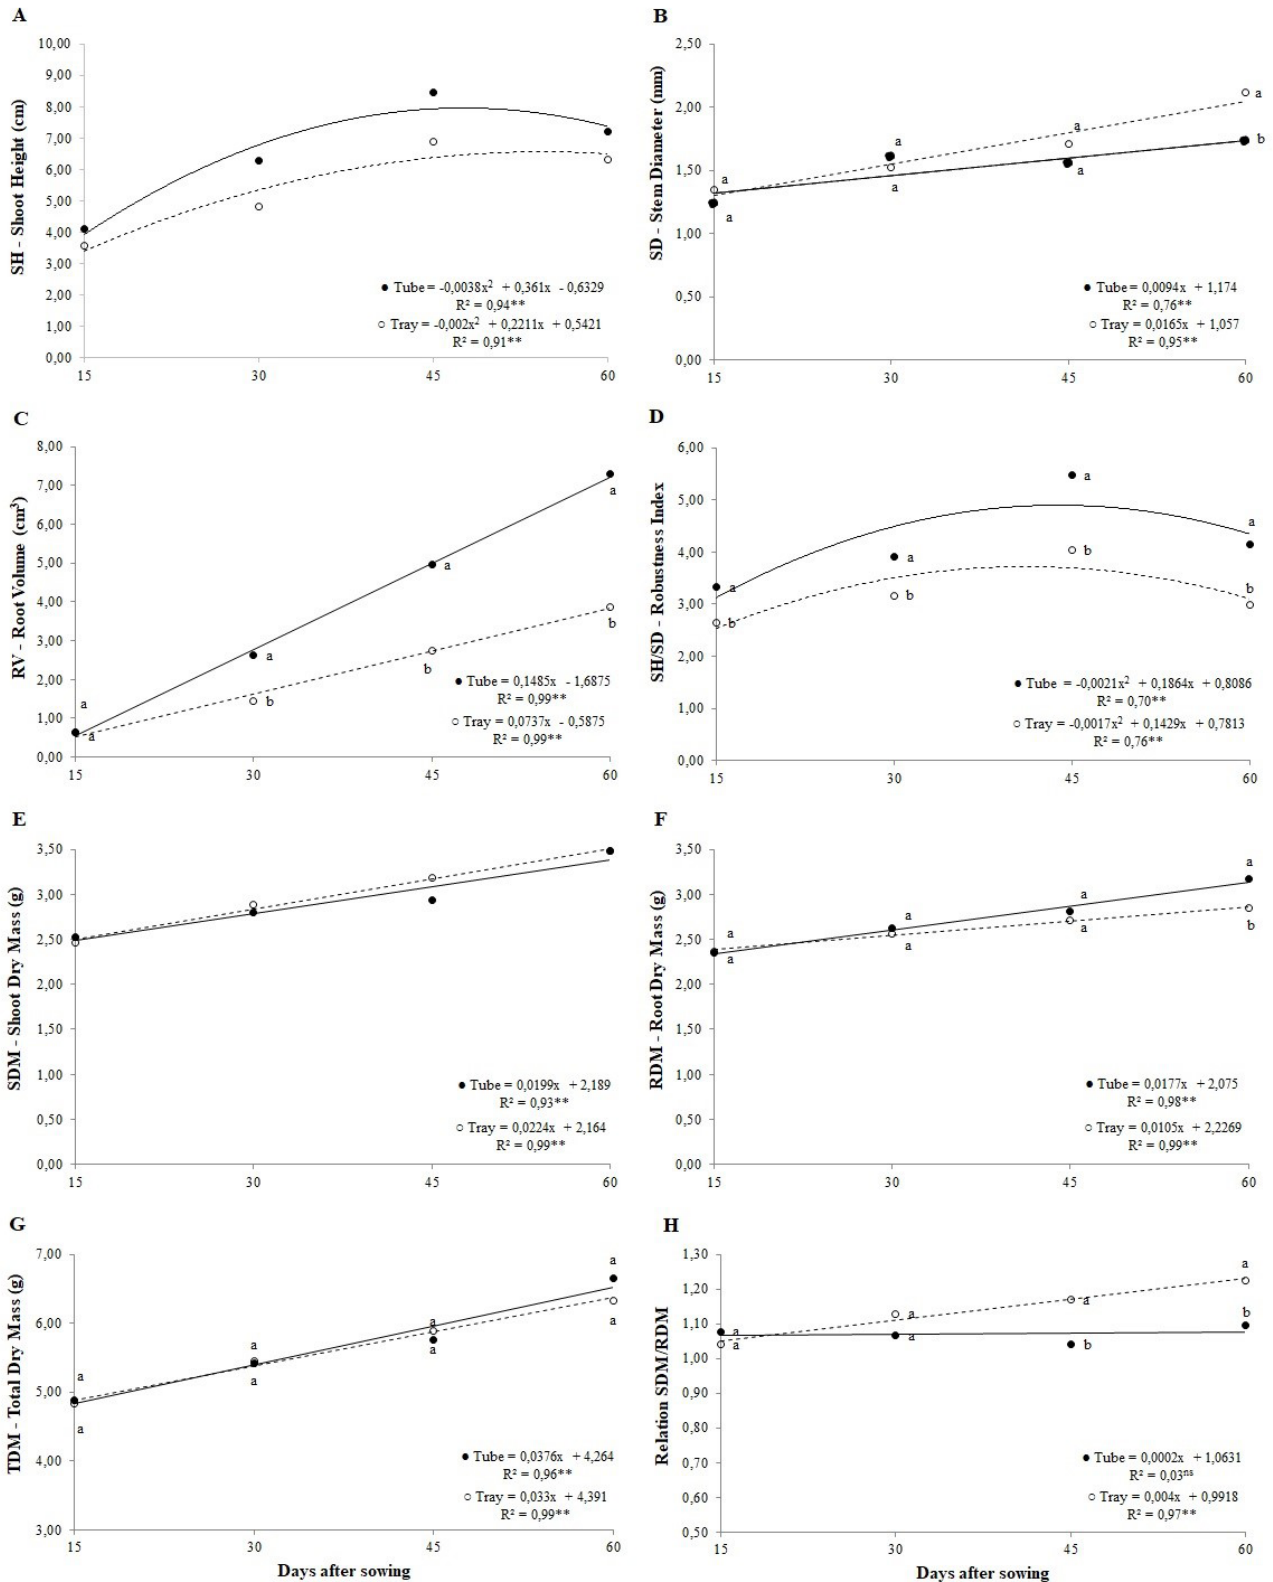 A
SH - Shoot Height (cm)
10,00
9,00
8,00
7,00
6,00
5,00
4,00
3,00
2,00
1,00
0,00
15 30 45 60
● Tube = -0,0038x² + 0,361x - 0,6329
R² = 0,94**
○ Tray = -0,002x² + 0,2211x + 0,5421
R² = 0,91**
B
SD - Stem Diameter (mm)
2,50
2,00
1,50
1,00
0,50
0,00
15 30 45 60
a
a
a
a
a
a
a
b
● Tube = 0,0094x + 1,174
R² = 0,76**
○ Tray = 0,0165x + 1,057
R² = 0,95**
C
RV - Root Volume (cm³)
8,00
7,00
6,00
5,00
4,00
3,00
2,00
1,00
0,00
15 30 45 60
a
a
a
b
a
b
a
b
● Tube = 0,1485x - 1,6875
R² = 0,99**
○ Tray = 0,0737x - 0,5875
R² = 0,99**
D
SH/SD - Robustness Index
6,00
5,00
4,00
3,00
2,00
1,00
0,00
15 30 45 60
a
b
a
b
a
b
a
b
● Tube = -0,0021x² + 0,1864x + 0,8086
R² = 0,70**
○ Tray = -0,0017x² + 0,1429x + 0,7813
R² = 0,76**
E
SDM - Shoot Dry Mass (g)
3,50
3,00
2,50
2,00
1,50
1,00
0,50
0,00
15 30 45 60
● Tube = 0,0199x + 2,189
R² = 0,93**
○ Tray = 0,0224x + 2,164
R² = 0,99**
F
RDM - Root Dry Mass (g)
3,50
3,00
2,50
2,00
1,50
1,00
0,50
0,00
15 30 45 60
a
a
a
a
a
a
a
b
● Tube = 0,0177x + 2,075
R² = 0,98**
○ Tray = 0,0105x + 2,2269
R² = 0,99**
G
TDM - Total Dry Mass (g)
7,00
6,00
5,00
4,00
3,00
15 30 45 60
a
a
a
a
a
a
a
a
● Tube = 0,0376x + 4,264
R² = 0,96**
○ Tray = 0,033x + 4,391
R² = 0,99**
Days after sowing
H
Relation SDM/RDM
1,30
1,20
1,10
1,00
0,90
0,80
0,70
0,60
0,50
15 30 45 60
a
a
a
a
a
b
a
b
● Tube = 0,0002x + 1,0631
R² = 0,03ⁿˢ
○ Tray = 0,004x + 0,9918
R² = 0,97**
Days after sowing